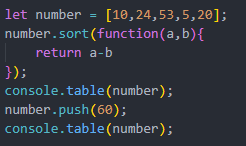 let number = [10,24,53,5,20];
number.sort(function(a,b){
    return a-b
});
console.table(number);
number.push(60);
console.table(number);